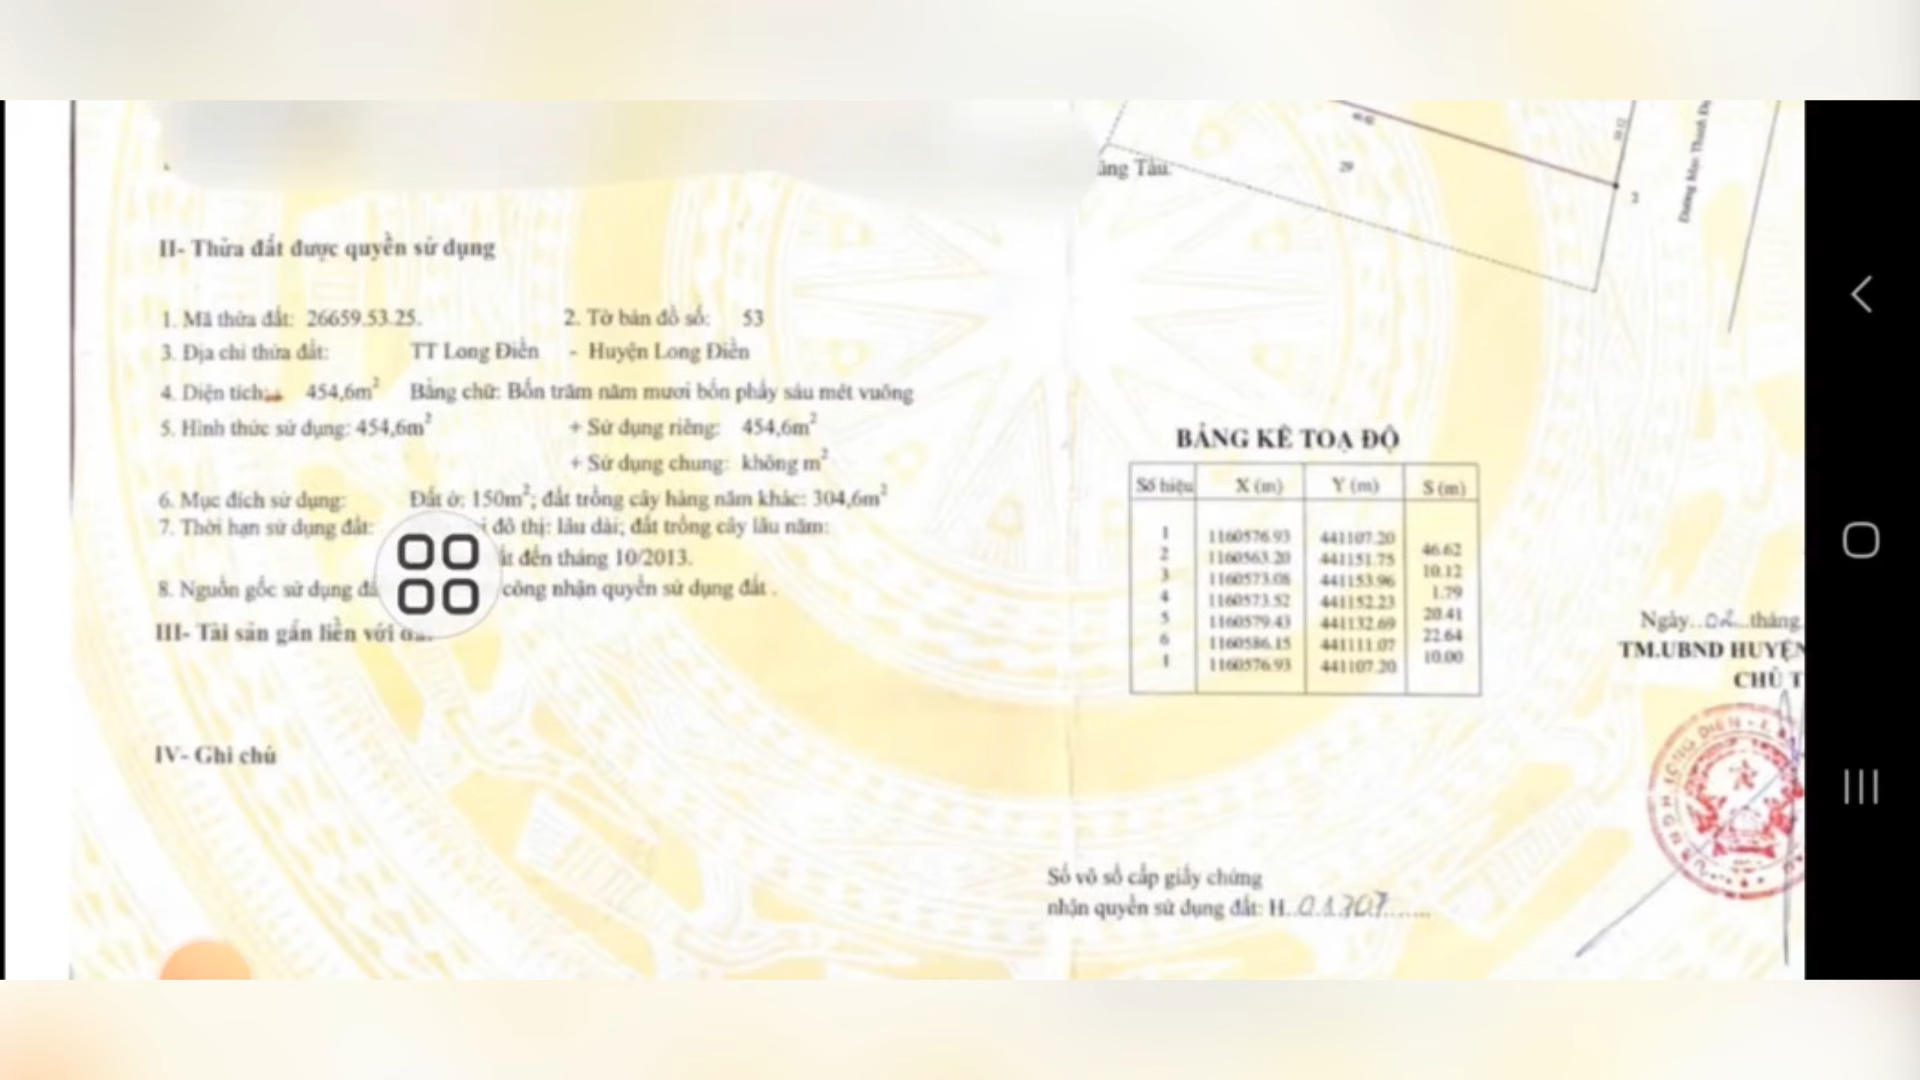 ũng Tàu.
29
3
II- Thửa đất được quyền sử dụng
1. Mã thửa đất: 26659.53.25. 2. Tờ bản đồ số: 53
3. Địa chỉ thửa đất: TT Long Điền - Huyện Long Điền
4. Diện tích: 454,6m² Bằng chữ: Bốn trăm năm mươi bốn phẩy sáu mét vuông
5. Hình thức sử dụng: 454,6m² + Sử dụng riêng: 454,6m²
+ Sử dụng chung: không m²
6. Mục đích sử dụng: Đất ở: 150m²; đất trồng cây hàng năm khác: 304,6m²
7. Thời hạn sử dụng đất: đô thị: lâu dài; đất trồng cây lâu năm:
đến tháng 10/2013.
8. Nguồn gốc sử dụng công nhận quyền sử dụng đất .
III- Tài sản gắn liền với
IV- Ghi chú
BẢNG KÊ TOẠ ĐỘ
Số hiệu X (m) Y (m) S (m)
1 1160576.93 441107.20
46.62
2 1160563.20 441151.75
10.12
3 1160573.08 441153.96
1.79
4 1160573.52 441152.23
20.41
5 1160579.43 441132.69
22.64
6 1160586.15 441111.07
10.00
1 1160576.93 441107.20
Ngày..02...tháng
TM.UBND HUYỆN
CHỦ T
Số vô sổ cấp giấy chứng
nhận quyền sử dụng đất: H..01707.......